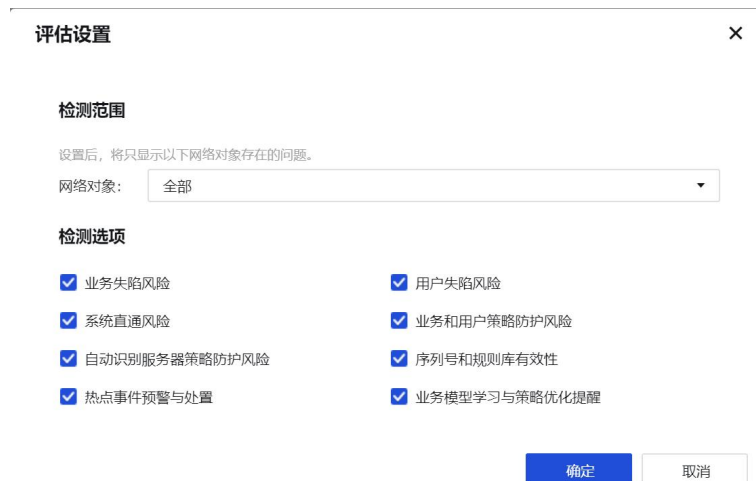 评估设置
检测范围
设置后，将只显示以下网络对象存在的问题。
网络对象： 全部
检测选项
业务失陷风险 用户失陷风险
系统直通风险 业务和用户策略防护风险
自动识别服务器策略防护风险 序列号和规则库有效性
热点事件预警与处置 业务模型学习与策略优化提醒
确定 取消